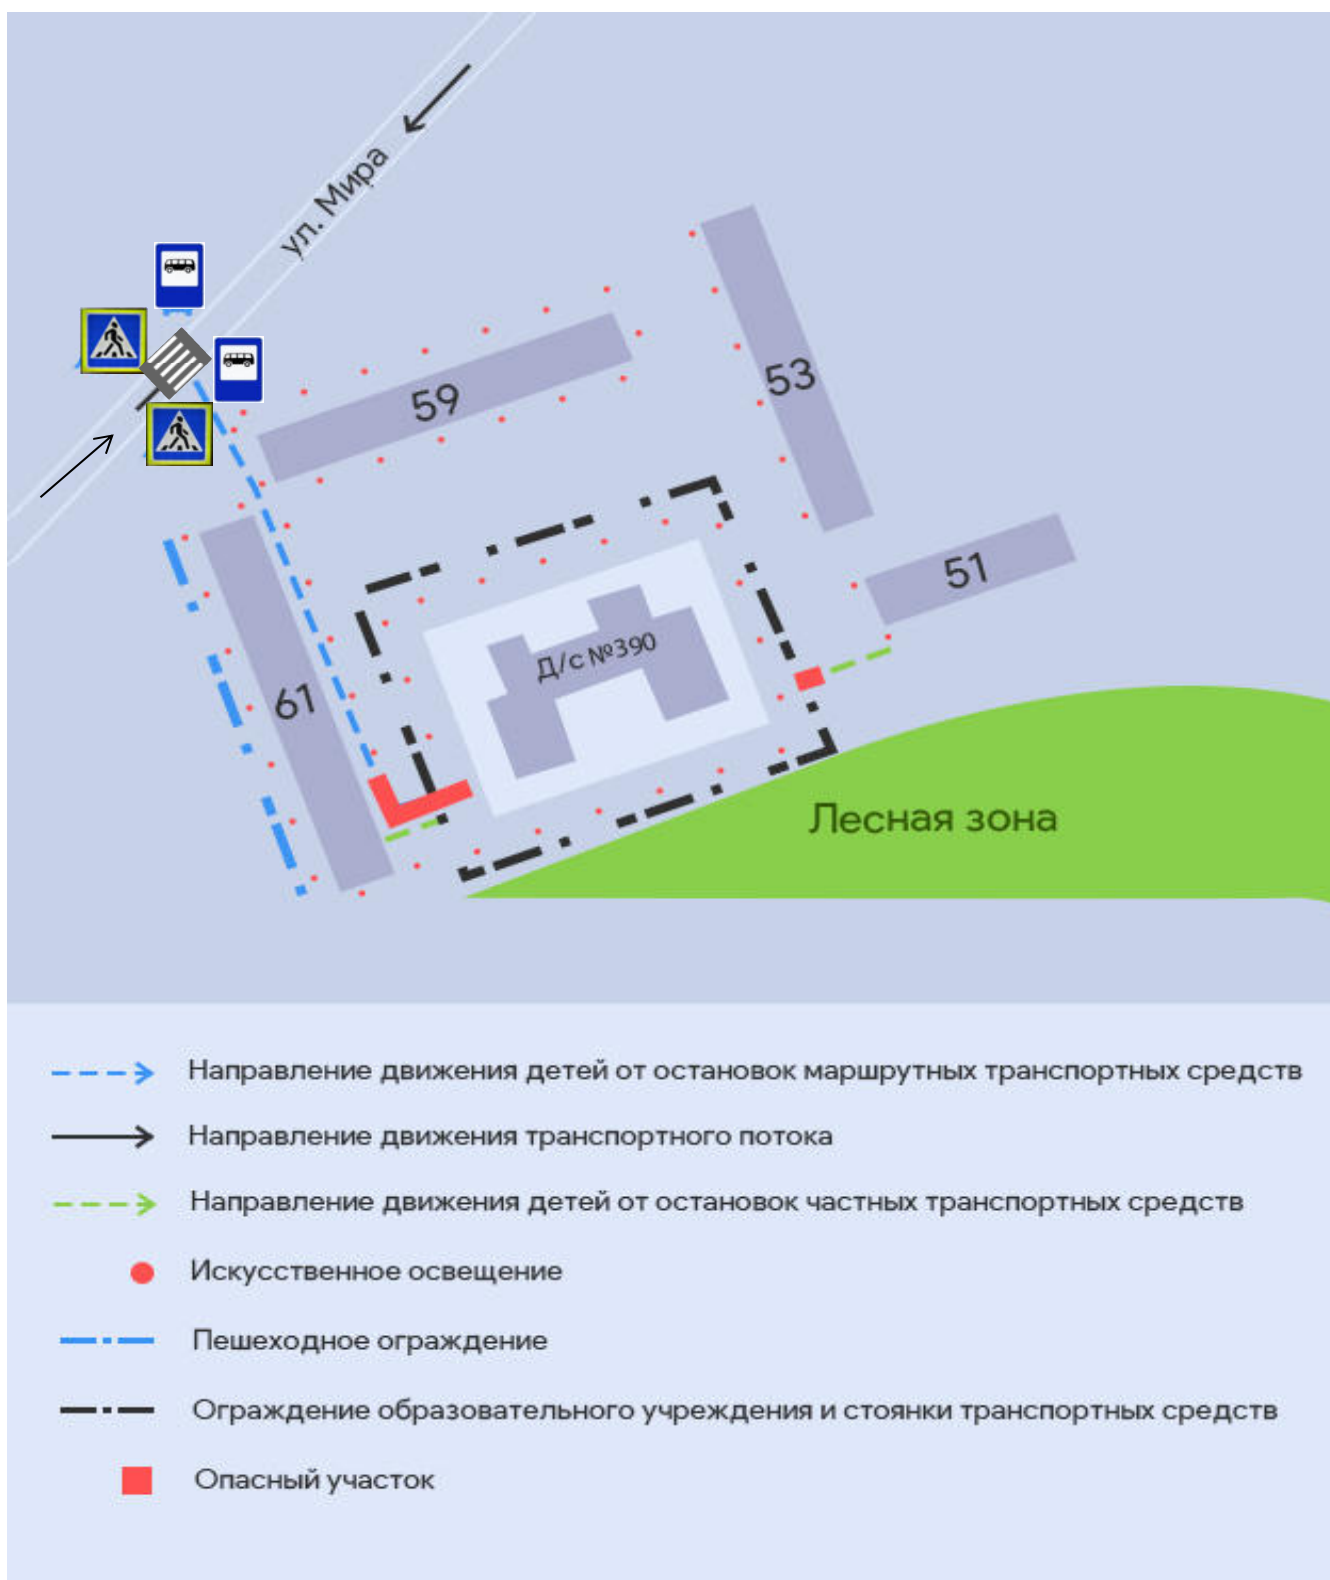 ул. Мира
59
53
51
Д/с №390
61
Лесная зона
Направление движения детей от остановок маршрутных транспортных средств
Направление движения транспортного потока
Направление движения детей от остановок частных транспортных средств
Искусственное освещение
Пешеходное ограждение
Ограждение образовательного учреждения и стоянки транспортных средств
Опасный участок